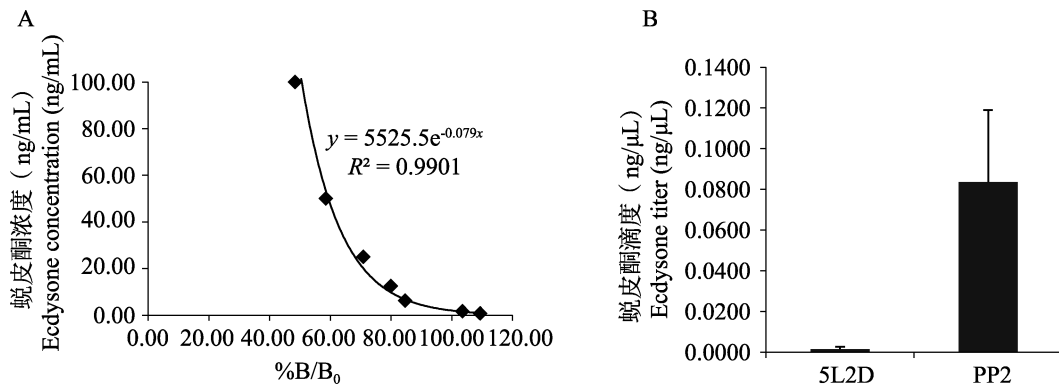 A
蜕皮酮浓度（ng/mL）
Ecdysone concentration (ng/mL)
100.00
80.00
60.00
40.00
20.00
0.00
y = 5525.5e^-0.079x
R² = 0.9901
0.00 20.00 40.00 60.00 80.00 100.00 120.00
%B/B₀
B
蜕皮酮滴度（ng/μL）
Ecdysone titer (ng/μL)
0.1400
0.1200
0.1000
0.0800
0.0600
0.0400
0.0200
0.0000
5L2D PP2